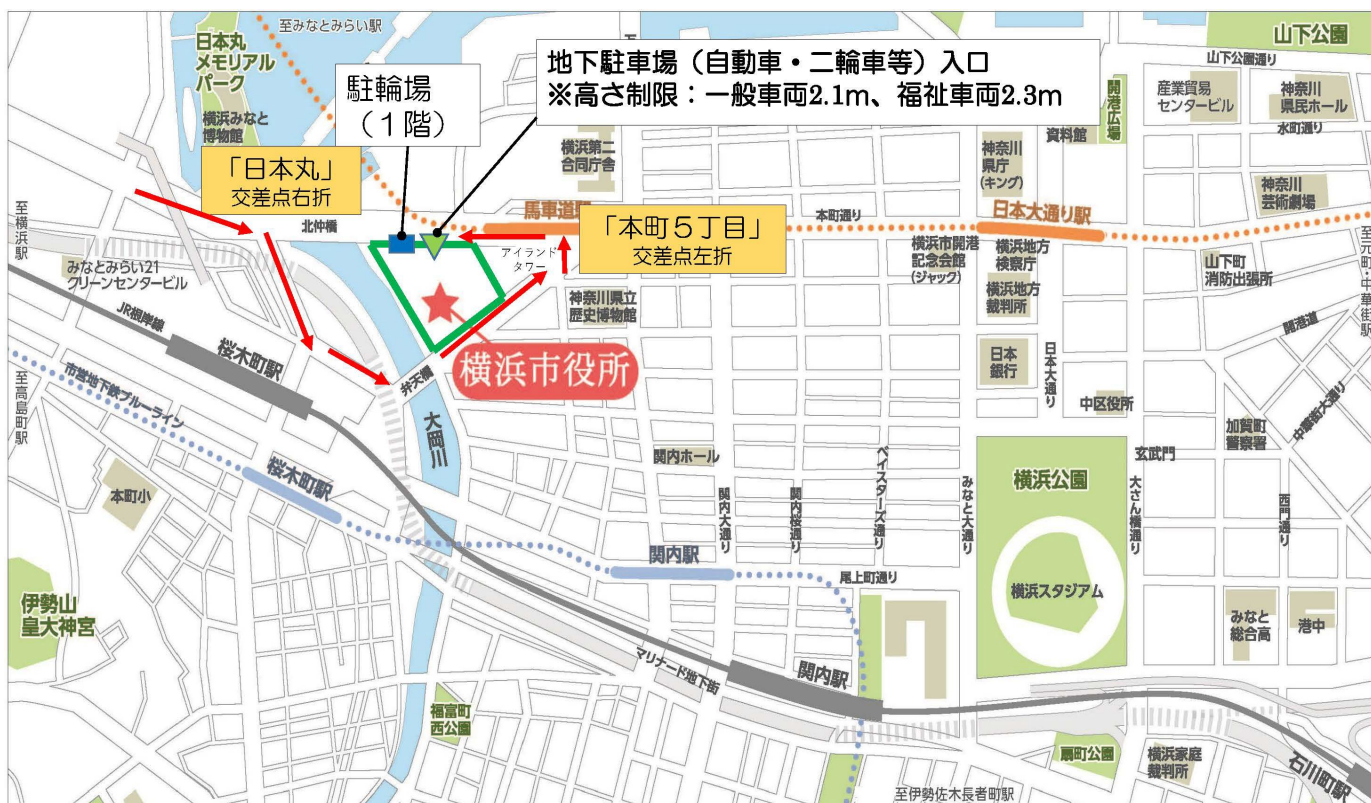 至みなとみらい駅
日本丸
メモリアル
パーク
横浜みなと
博物館
駐輪場
（１階）
地下駐車場（自動車・二輪車等）入口
※高さ制限：一般車両2.1m、福祉車両2.3m
山下公園
山下公園通り
産業貿易
センタービル
神奈川
県民ホール
水町通り
開港広場
資料館
横浜第二
合同庁舎
神奈川
県庁
(キング)
神奈川
芸術劇場
「日本丸」
交差点右折
至横浜駅
北仲橋
馬車道駅
「本町５丁目」
交差点左折
本町通り
日本大通り駅
アイランド
タワー
横浜市開港
記念会館
(ジャック)
横浜地方
検察庁
横浜地方
裁判所
山下町
消防出張所
至元町・中華街駅
みなとみらい21
クリーンセンタービル
JR根岸線
桜木町駅
神奈川県立
歴史博物館
横浜市役所
弁天橋
大岡川
日本
銀行
日本大通り
開港道
中区役所
中華街大通り
加賀町
警察署
至高島町駅
市営地下鉄ブルーライン
桜木町駅
本町小
関内ホール
関内大通り
関内桜通り
ベイスターズ通り
みなと大通り
横浜公園
玄武門
大さん橋通り
西門通り
関内駅
尾上町通り
横浜スタジアム
みなと
総合高
港中
伊勢山
皇大神宮
マリナード地下街
関内駅
福富町
西公園
扇町公園
横浜家庭
裁判所
石川町駅
至伊勢佐木長者町駅